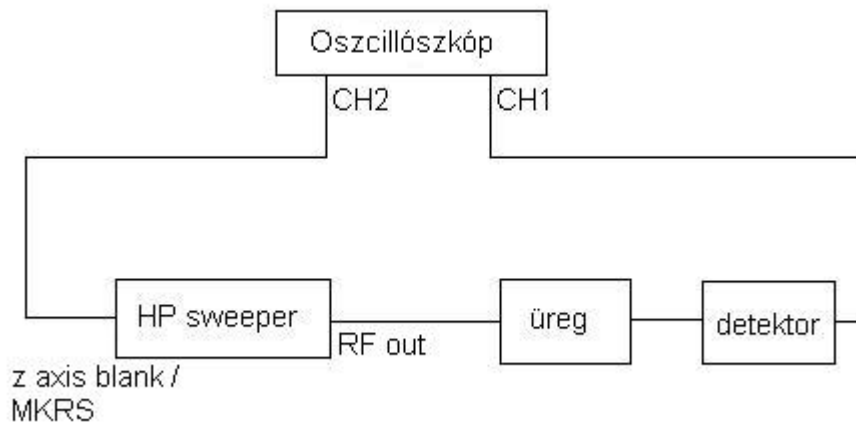 Oszcillószkóp
CH2
CH1
HP sweeper
RF out
üreg
detektor
z axis blank /
MKRS